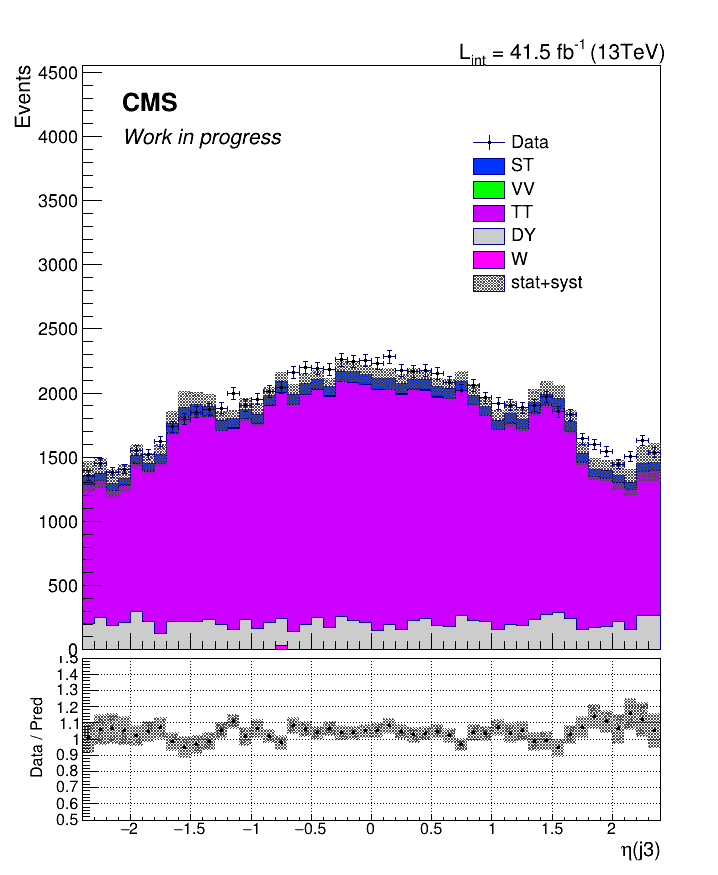 L_int = 41.5 fb^-1 (13TeV)
Events
CMS
Work in progress
Data
ST
VV
TT
DY
W
stat+syst
4500
4000
3500
3000
2500
2000
1500
1000
500
0
Data / Pred
1.5
1.4
1.3
1.2
1.1
1
0.9
0.8
0.7
0.6
0.5
−2 −1.5 −1 −0.5 0 0.5 1 1.5 2
η(j3)